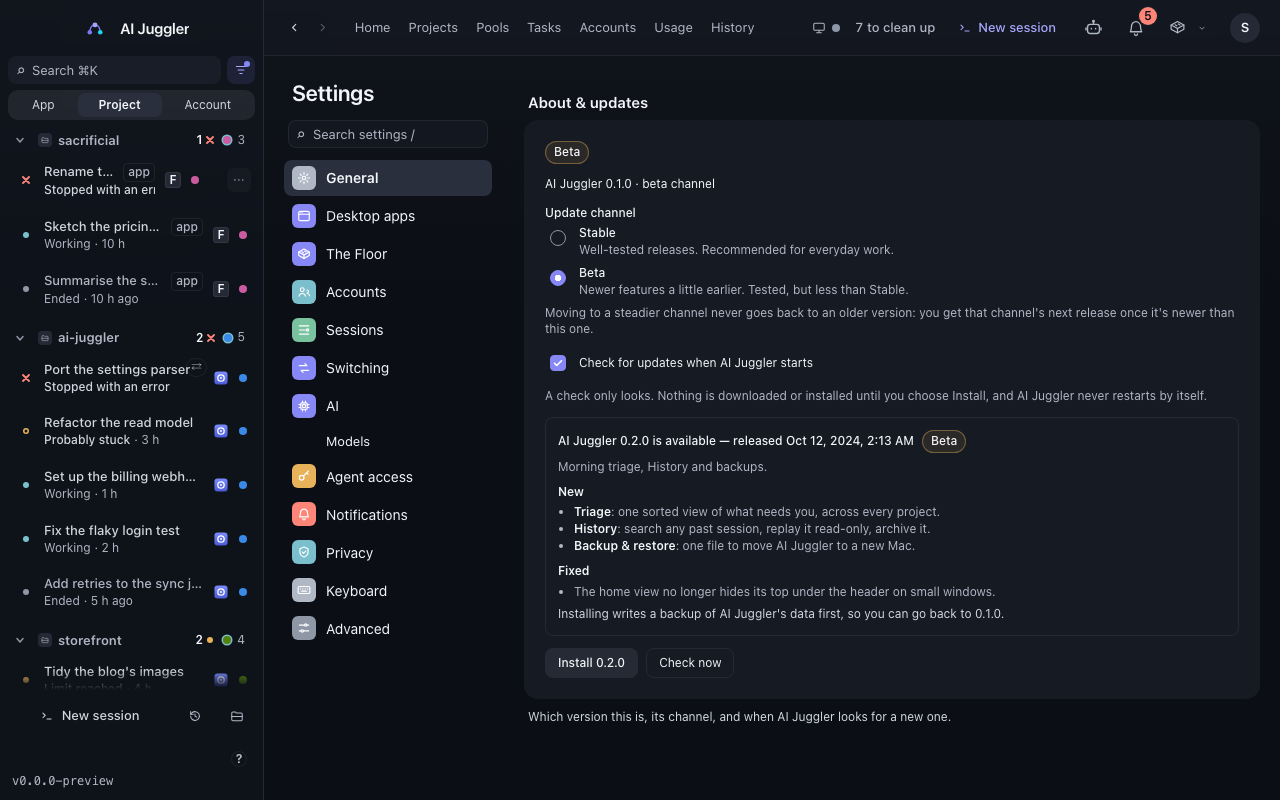 AI Juggler
Search ⌘K
App Project Account
sacrificial 1 3
Rename t… app F
Stopped with an err
Sketch the pricin… app F
Working · 10 h
Summarise the s… app F
Ended · 10 h ago
ai-juggler 2 5
Port the settings parser
Stopped with an error
Refactor the read model
Probably stuck · 3 h
Set up the billing webh…
Working · 1 h
Fix the flaky login test
Working · 2 h
Add retries to the sync j…
Ended · 5 h ago
storefront 2 4
Tidy the blog's images
Limit reached · 4 h
New session
?
v0.0.0-preview
Home Projects Pools Tasks Accounts Usage History
7 to clean up
New session
5
S
Settings
Search settings /
General
Desktop apps
The Floor
Accounts
Sessions
Switching
AI
Models
Agent access
Notifications
Privacy
Keyboard
Advanced
About & updates
Beta
AI Juggler 0.1.0 · beta channel
Update channel
Stable
Well-tested releases. Recommended for everyday work.
Beta
Newer features a little earlier. Tested, but less than Stable.
Moving to a steadier channel never goes back to an older version: you get that channel's next release once it's newer than
this one.
Check for updates when AI Juggler starts
A check only looks. Nothing is downloaded or installed until you choose Install, and AI Juggler never restarts by itself.
AI Juggler 0.2.0 is available — released Oct 12, 2024, 2:13 AM Beta
Morning triage, History and backups.
New
• Triage: one sorted view of what needs you, across every project.
• History: search any past session, replay it read-only, archive it.
• Backup & restore: one file to move AI Juggler to a new Mac.
Fixed
• The home view no longer hides its top under the header on small windows.
Installing writes a backup of AI Juggler's data first, so you can go back to 0.1.0.
Install 0.2.0 Check now
Which version this is, its channel, and when AI Juggler looks for a new one.